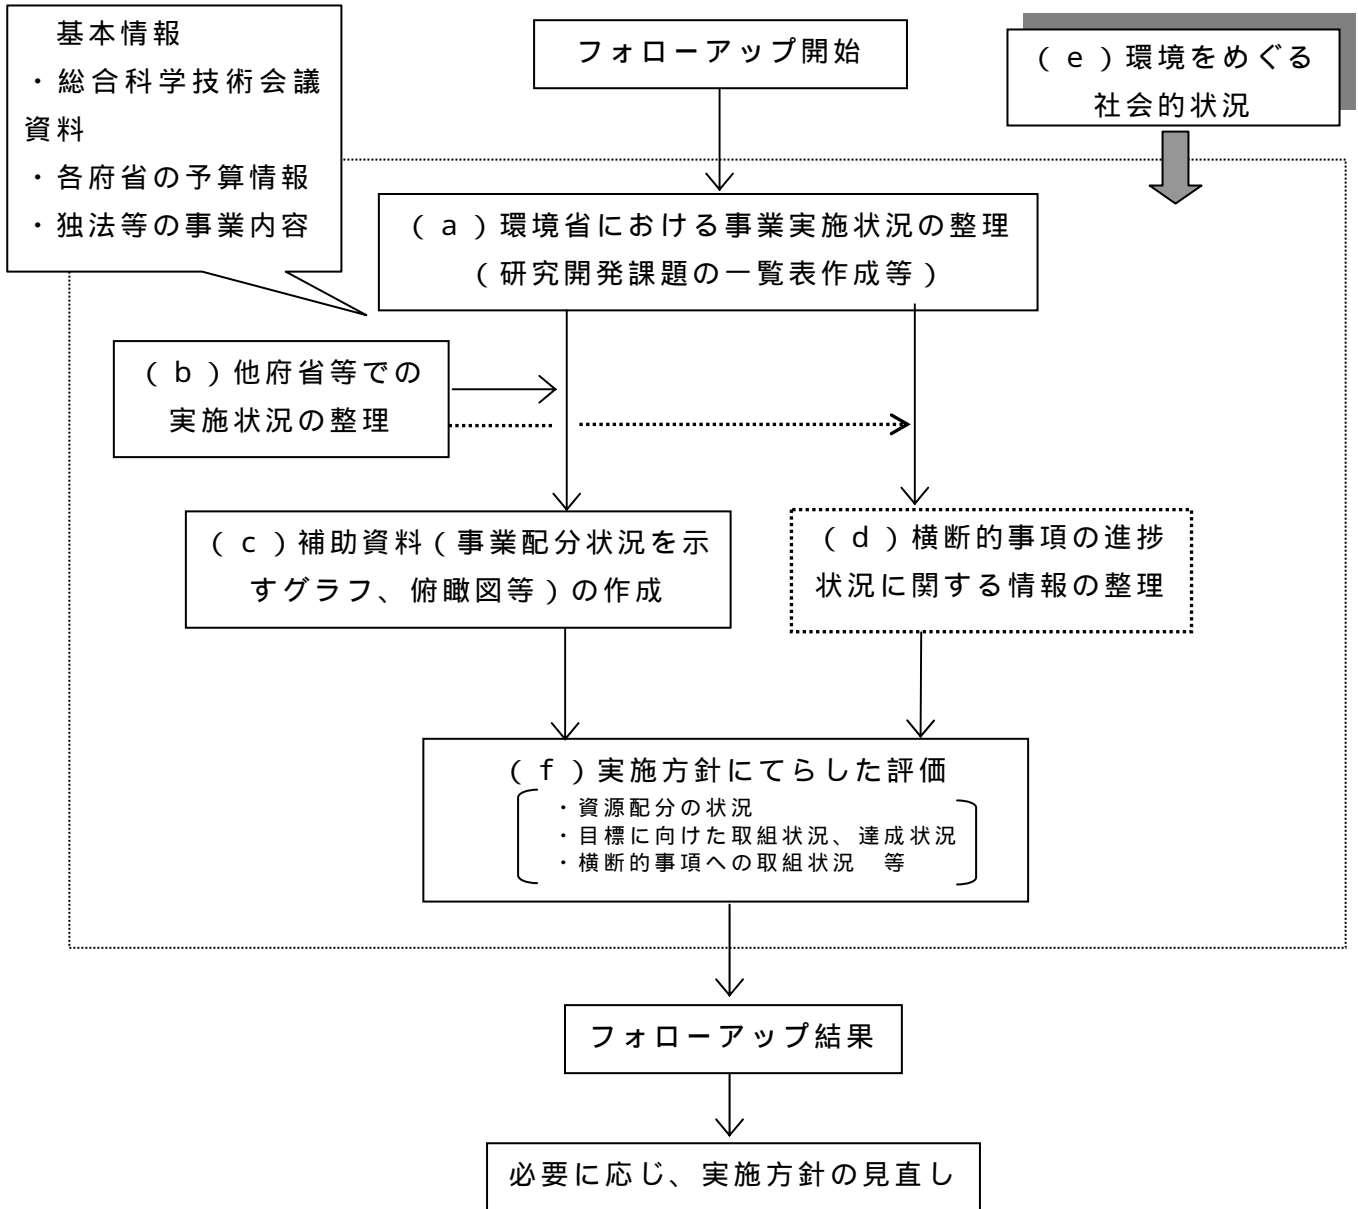 基本情報
・総合科学技術会議
資料
・各府省の予算情報
・独法等の事業内容
フォローアップ開始
（ｅ）環境をめぐる
社会的状況
（ａ）環境省における事業実施状況の整理
（研究開発課題の一覧表作成等）
（ｂ）他府省等での
実施状況の整理
（ｃ）補助資料（事業配分状況を示
すグラフ、俯瞰図等）の作成
（ｄ）横断的事項の進捗
状況に関する情報の整理
（ｆ）実施方針にてらした評価
・資源配分の状況
・目標に向けた取組状況、達成状況
・横断的事項への取組状況　等
フォローアップ結果
必要に応じ、実施方針の見直し